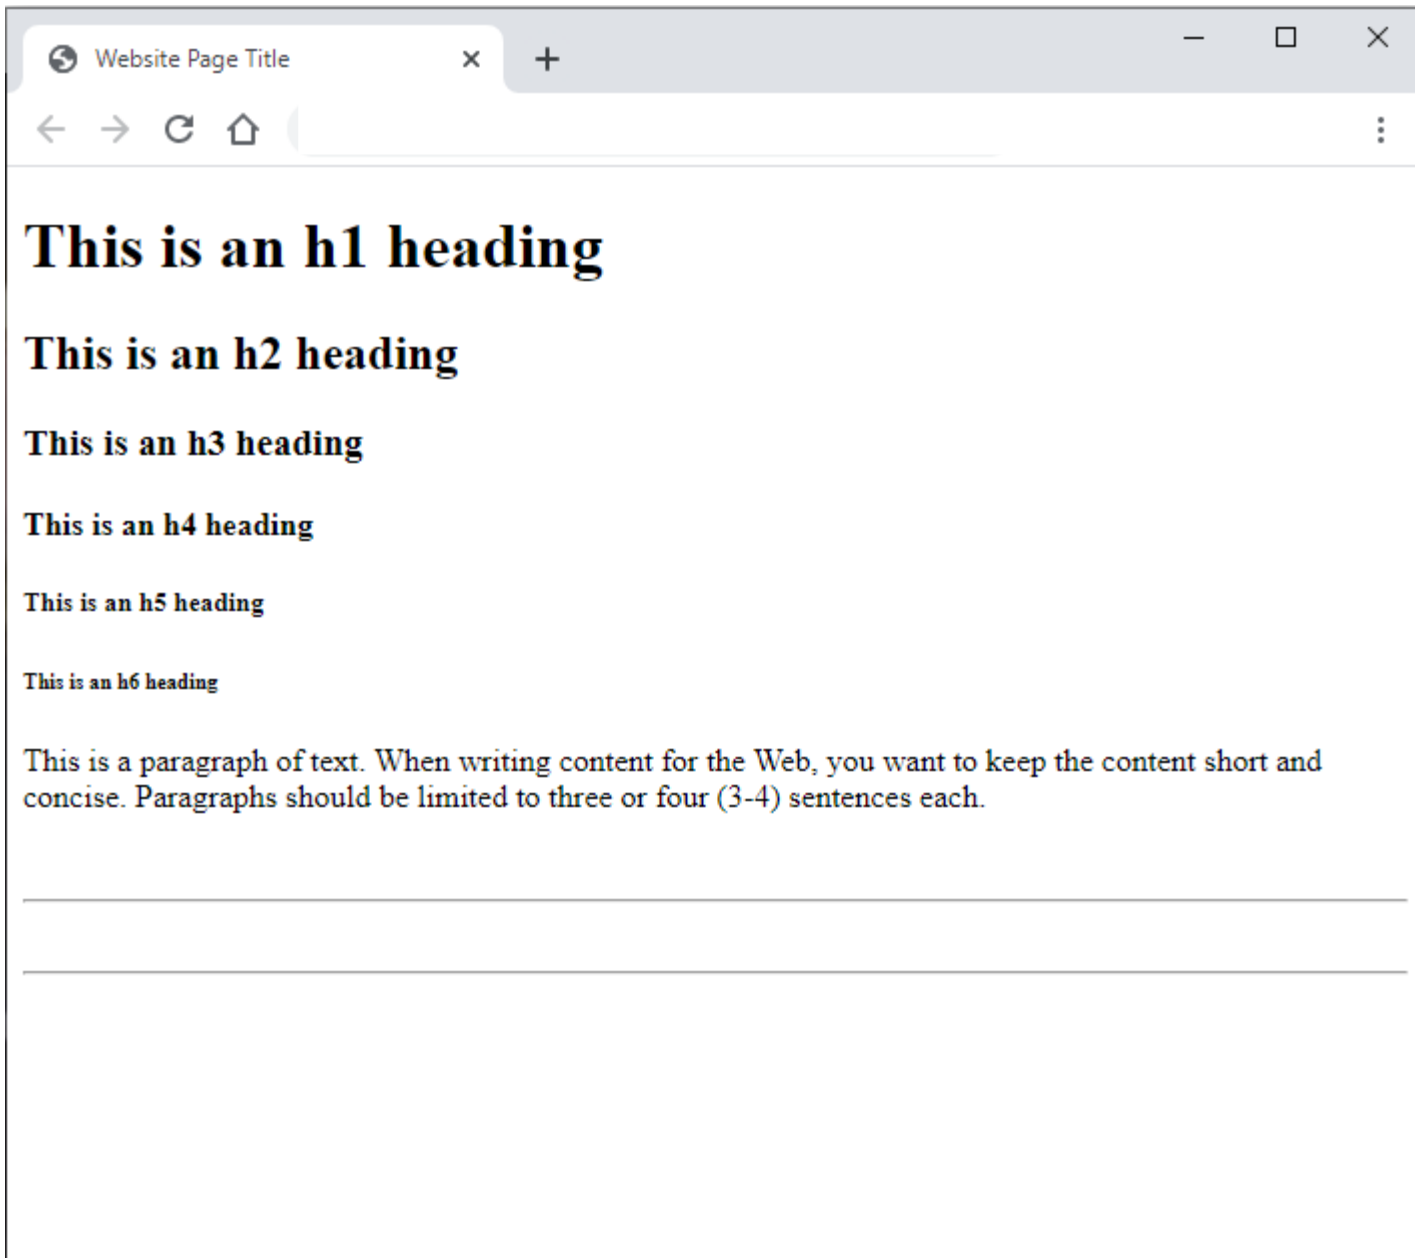 Website Page Title
This is an h1 heading
This is an h2 heading
This is an h3 heading
This is an h4 heading
This is an h5 heading
This is an h6 heading
This is a paragraph of text. When writing content for the Web, you want to keep the content short and
concise. Paragraphs should be limited to three or four (3-4) sentences each.